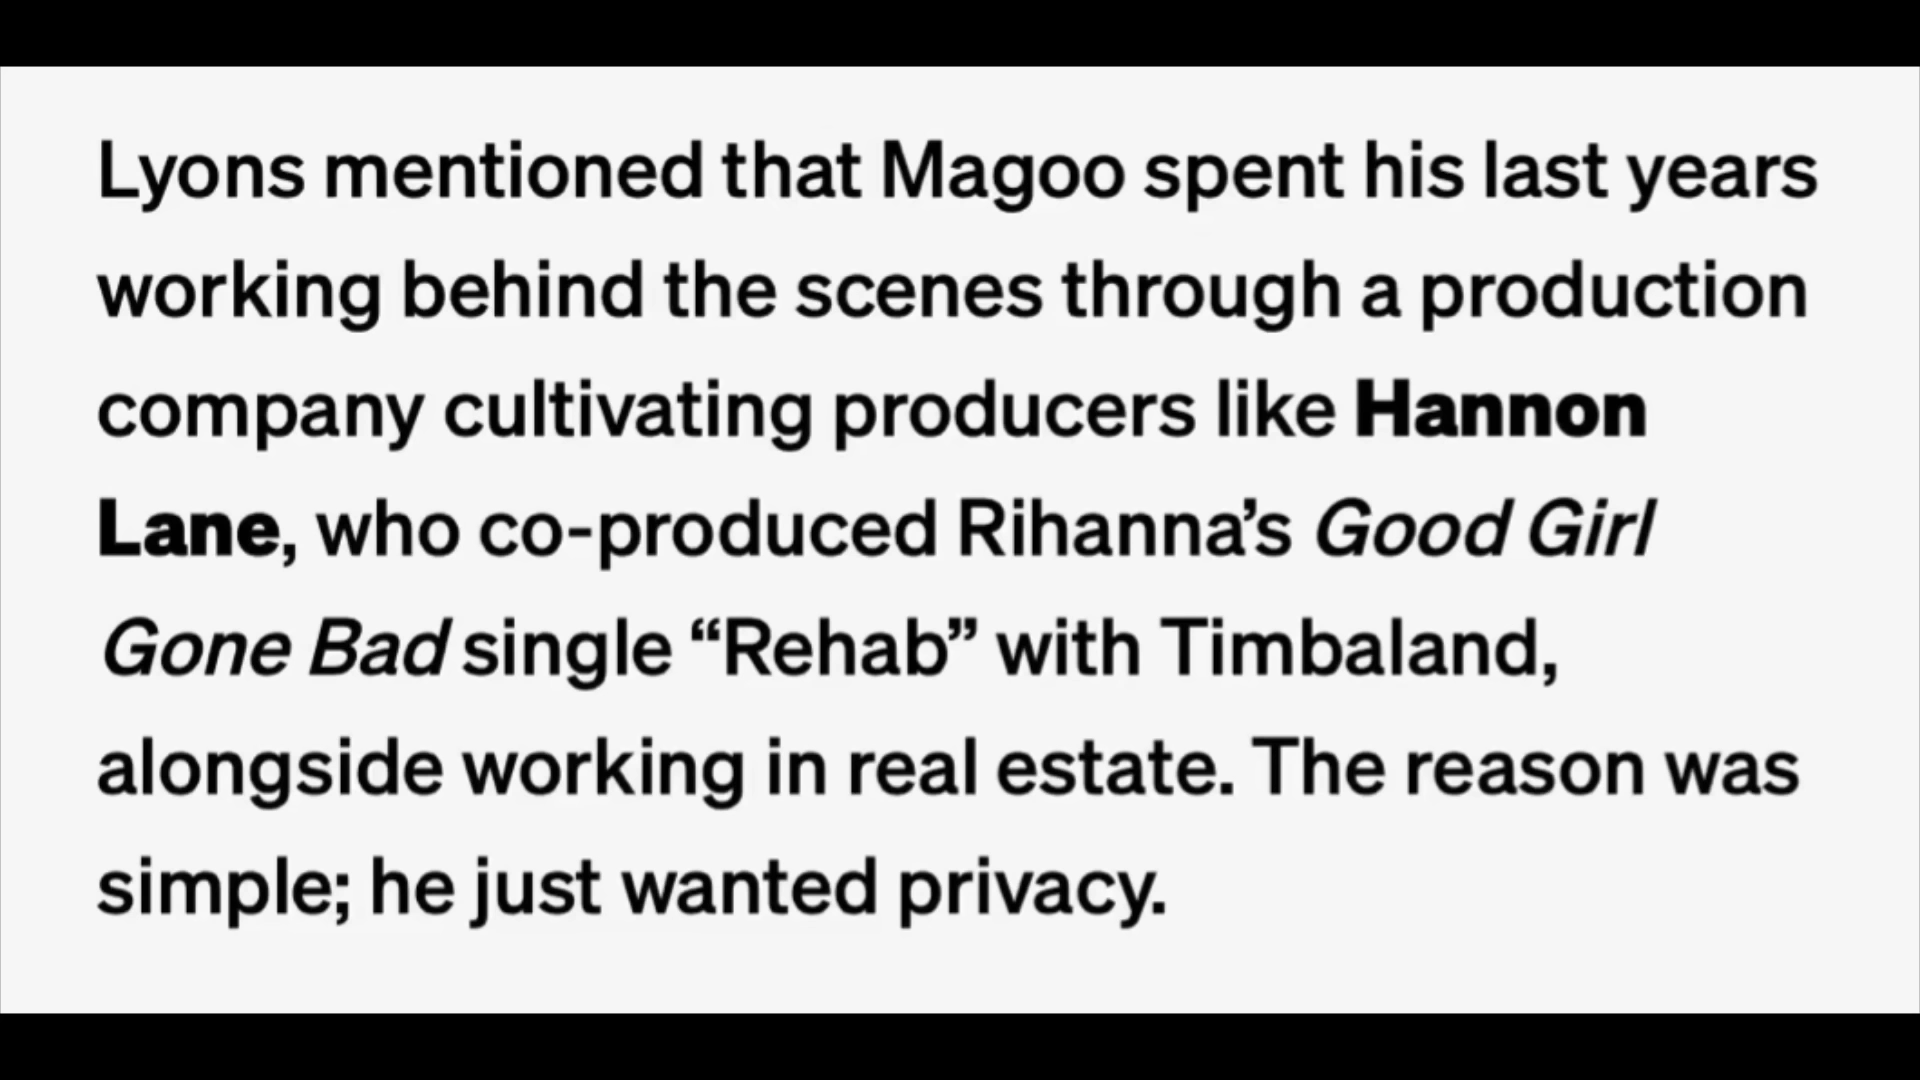 Lyons mentioned that Magoo spent his last years
working behind the scenes through a production
company cultivating producers like Hannon
Lane, who co-produced Rihanna’s Good Girl
Gone Bad single “Rehab” with Timbaland,
alongside working in real estate. The reason was
simple; he just wanted privacy.